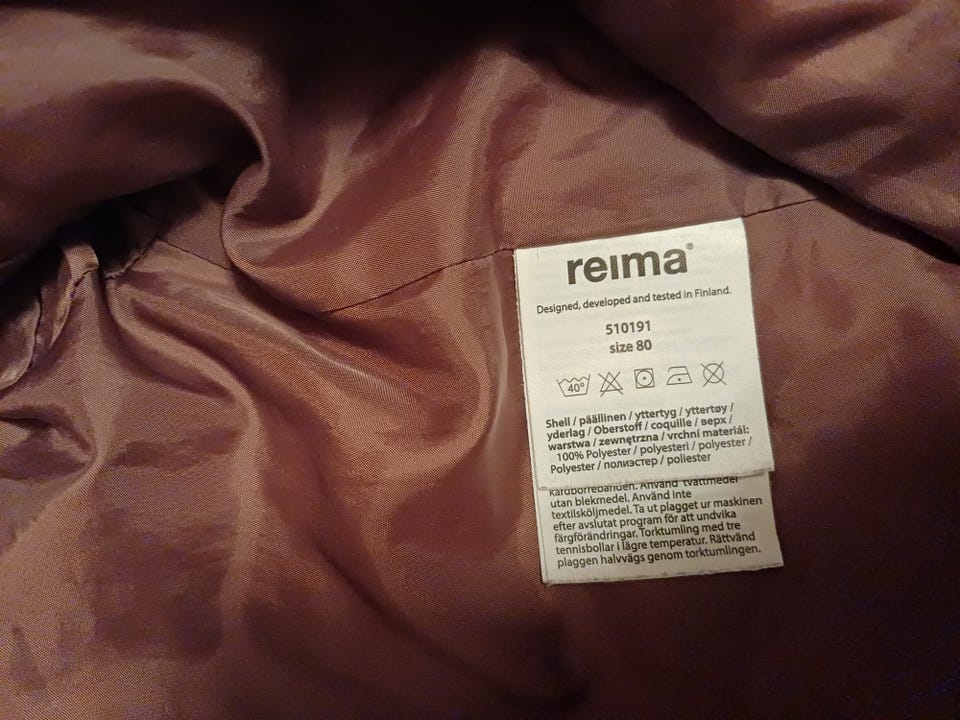 reima®
Designed, developed and tested in Finland.
510191
size 80
40°
Shell / päällinen / yttertyg / yttertøy /
yderlag / Oberstoff / coquille / верх /
warstwa / zewnętrzna / vrchní materiál:
100% Polyester / polyesteri / polyester /
Polyester / полиэстер / poliester
kardborrebanden. Använd tvättmedel
utan blekmedel. Använd inte
textilsköljmedel. Ta ut plagget ur maskinen
efter avslutat program för att undvika
färgförändringar. Torktumling med tre
tennisbollar i lägre temperatur. Rättvänd
plaggen halvvägs genom torktumlingen.